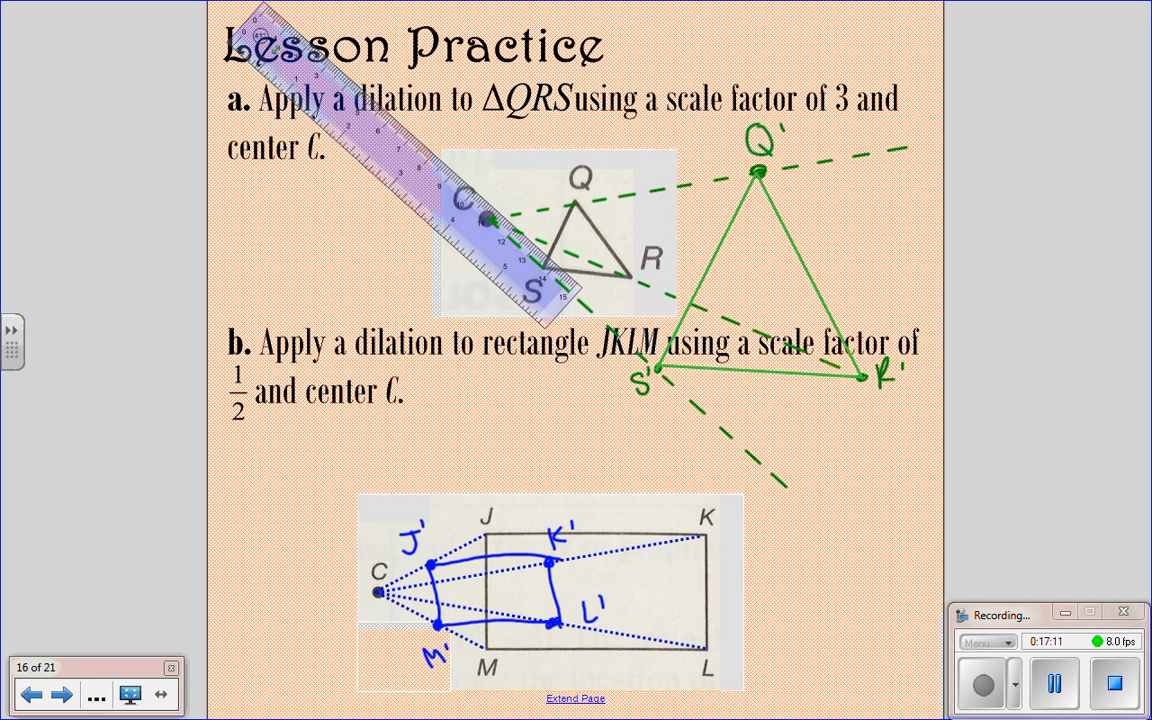 Lesson Practice
a. Apply a dilation to ΔQRS using a scale factor of 3 and
center C.
Q'
C
Q
R
S
b. Apply a dilation to rectangle JKLM using a scale factor of
1/2 and center C.
S'
R'
J
K
J'
K'
C
L'
M'
M
L
Extend Page
16 of 21
...
Recording...
Menu
0:17:11
8.0 fps